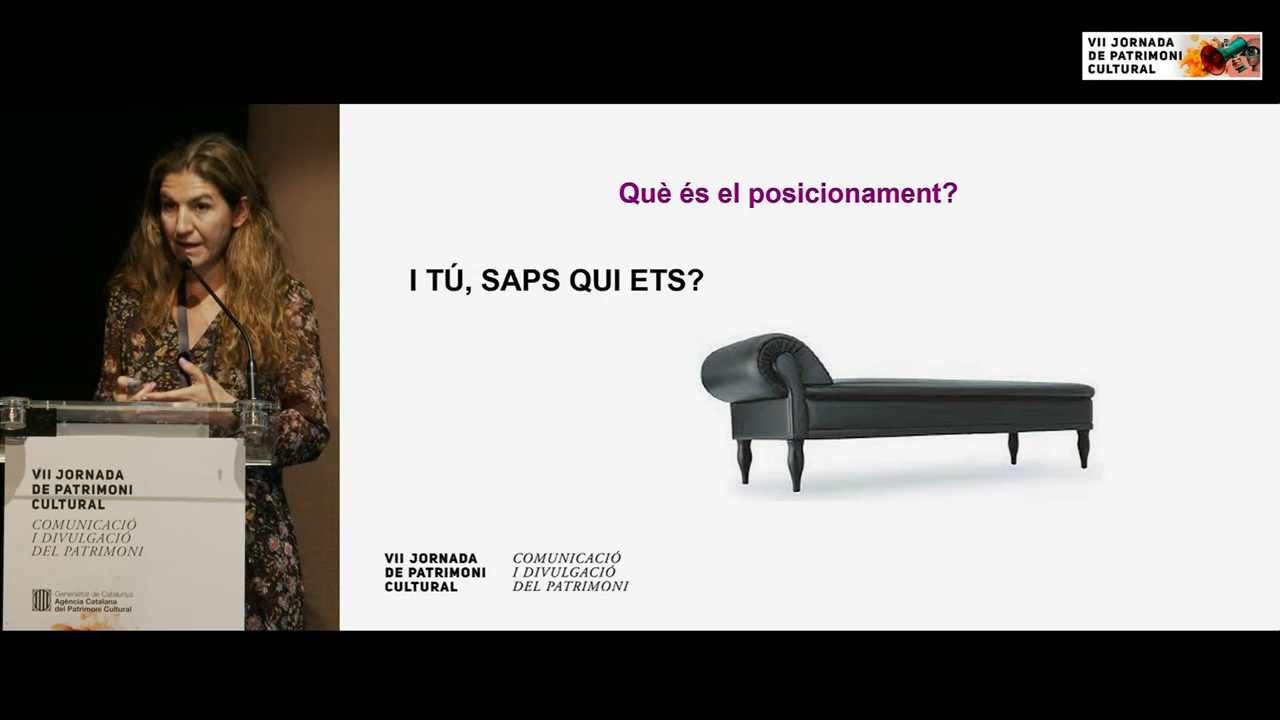 VII JORNADA
DE PATRIMONI
CULTURAL
Què és el posicionament?
I TÚ, SAPS QUI ETS?
VII JORNADA
DE PATRIMONI
CULTURAL
COMUNICACIÓ
I DIVULGACIÓ
DEL PATRIMONI
Generalitat de Catalunya
Agència Catalana
del Patrimoni Cultural
VII JORNADA
DE PATRIMONI
CULTURAL
COMUNICACIÓ
I DIVULGACIÓ
DEL PATRIMONI